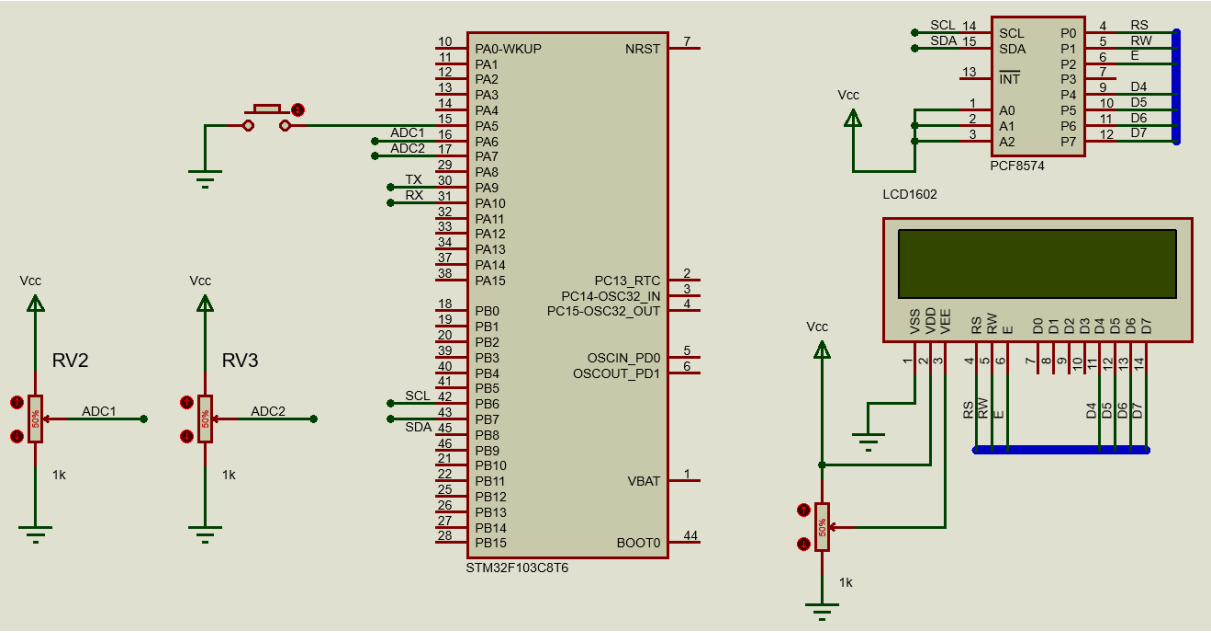 10 PA0-WKUP NRST 7
11 PA1
12 PA2
13 PA3
14 PA4
15 PA5
ADC1 16 PA6
ADC2 17 PA7
29 PA8
TX 30 PA9
RX 31 PA10
32 PA11
33 PA12
34 PA13
37 PA14
38 PA15
PC13_RTC 2
PC14-OSC32_IN 3
PC15-OSC32_OUT 4
18 PB0
19 PB1
20 PB2
39 PB3
40 PB4
41 PB5
SCL 42 PB6
43 PB7
SDA 45 PB8
46 PB9
21 PB10
22 PB11
25 PB12
26 PB13
27 PB14
28 PB15
OSCIN_PD0 5
OSCOUT_PD1 6
VBAT 1
BOOT0 44
STM32F103C8T6
Vcc
RV2
50%
ADC1
1k
Vcc
RV3
50%
ADC2
1k
SCL 14 SCL P0 4 RS
SDA 15 SDA P1 5 RW
P2 6 E
13 INT P3 7
P4 9 D4
1 A0 P5 10 D5
2 A1 P6 11 D6
3 A2 P7 12 D7
PCF8574
Vcc
LCD1602
VSS VDD VEE RS RW E D0 D1 D2 D3 D4 D5 D6 D7
1 2 3 4 5 6 7 8 9 10 11 12 13 14
RS RW E D4 D5 D6 D7
Vcc
50%
1k